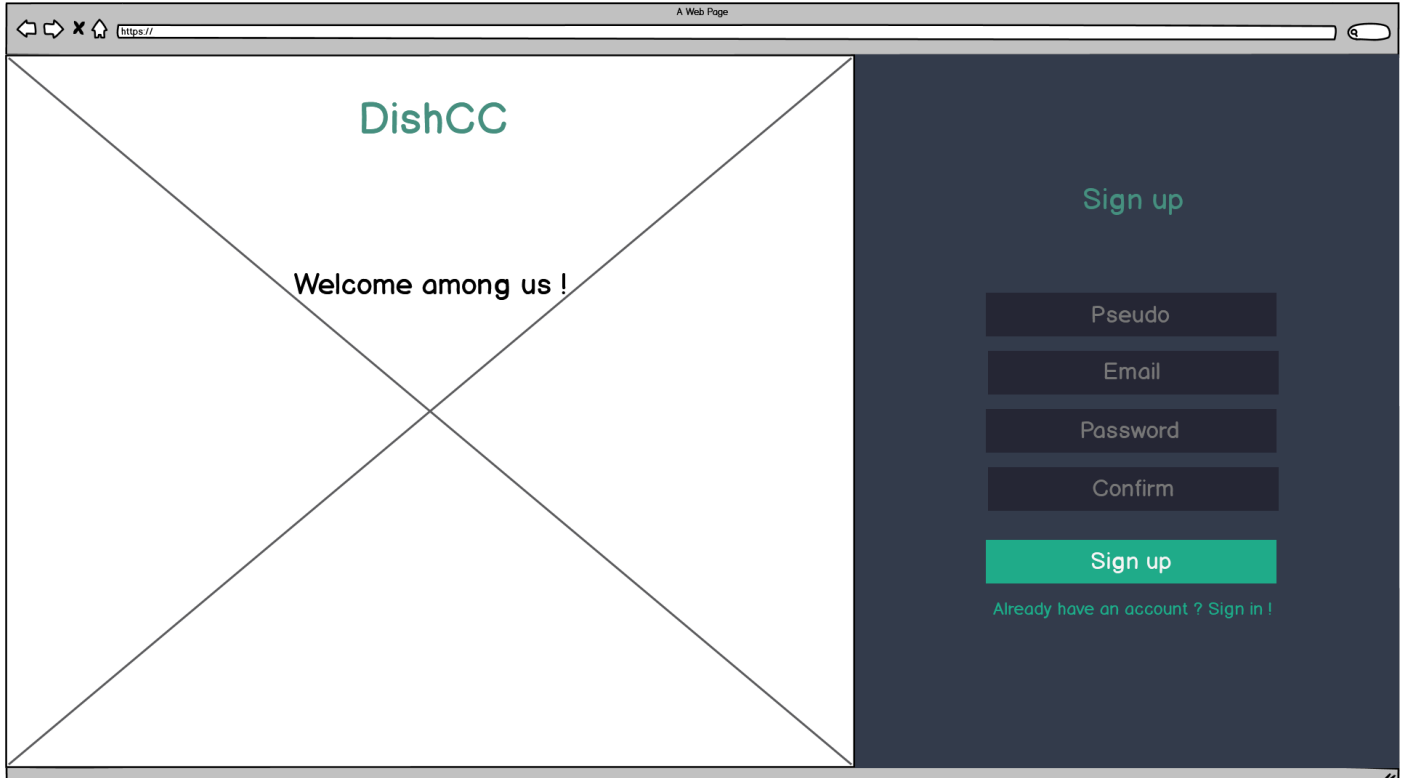 A Web Page
https://
DishCC
Welcome among us !
Sign up
Pseudo
Email
Password
Confirm
Sign up
Already have an account ? Sign in !